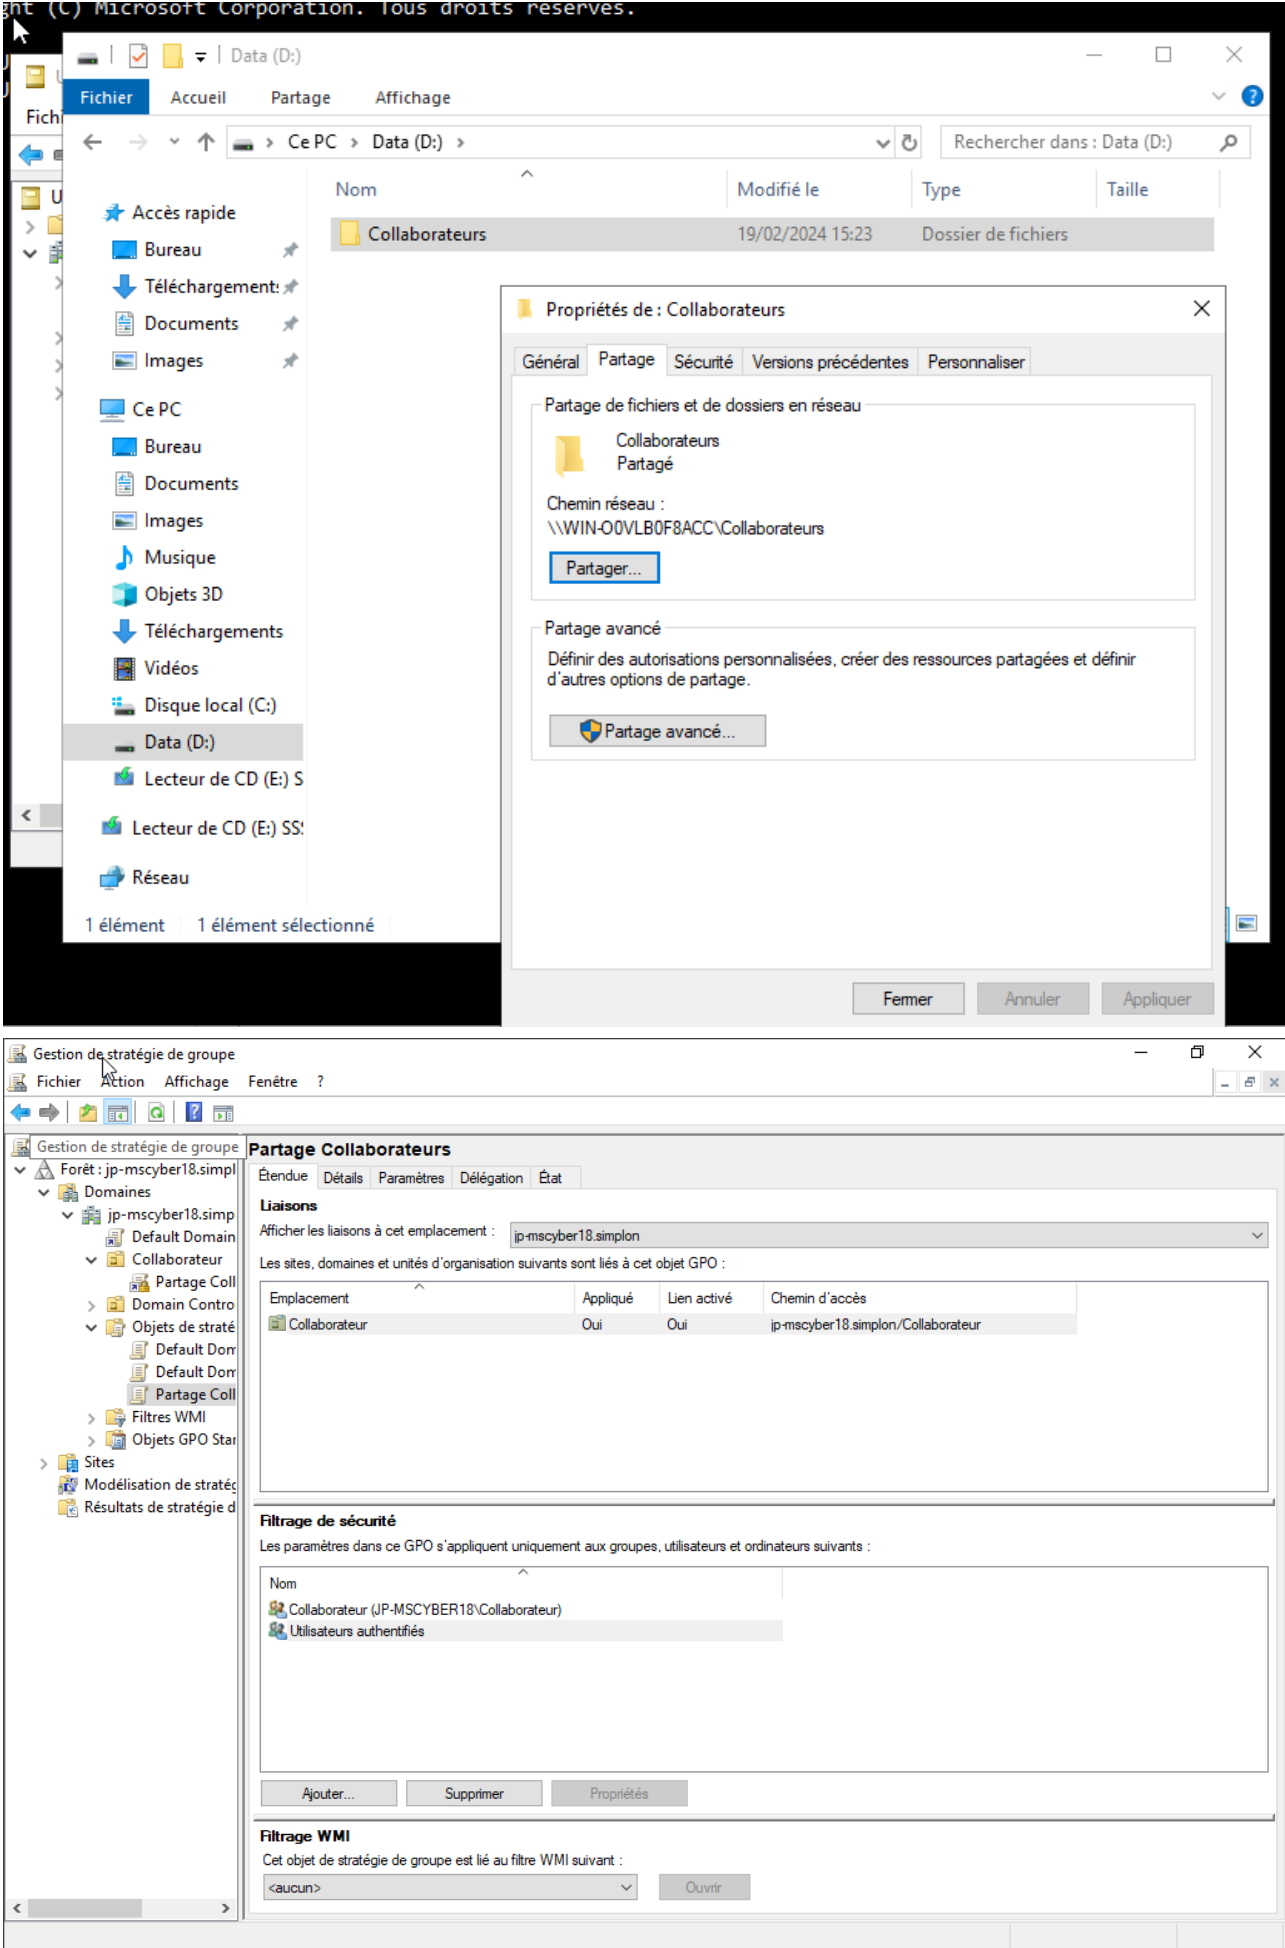 ght (C) Microsoft Corporation. Tous droits réservés.
Data (D:)
Fichier Accueil Partage Affichage
Fichi
Ce PC > Data (D:) >
Rechercher dans : Data (D:)
Nom Modifié le Type Taille
Accès rapide
Collaborateurs 19/02/2024 15:23 Dossier de fichiers
Bureau
Téléchargement:
Documents
Images
Ce PC
Bureau
Documents
Images
Musique
Objets 3D
Téléchargements
Vidéos
Disque local (C:)
Data (D:)
Lecteur de CD (E:) S
Lecteur de CD (E:) SS
Réseau
1 élément 1 élément sélectionné
Propriétés de : Collaborateurs
Général Partage Sécurité Versions précédentes Personnaliser
Partage de fichiers et de dossiers en réseau
Collaborateurs
Partagé
Chemin réseau :
\\WIN-O0VLB0F8ACC\Collaborateurs
Partager...
Partage avancé
Définir des autorisations personnalisées, créer des ressources partagées et définir
d'autres options de partage.
Partage avancé...
Fermer Annuler Appliquer
Gestion de stratégie de groupe
Fichier Action Affichage Fenêtre ?
Gestion de stratégie de groupe
Forêt : jp-mscyber18.simpl
Domaines
jp-mscyber18.simp
Default Domain
Collaborateur
Partage Coll
Domain Contro
Objets de straté
Default Dom
Default Dom
Partage Coll
Filtres WMI
Objets GPO Star
Sites
Modélisation de stratég
Résultats de stratégie d
Partage Collaborateurs
Étendue Détails Paramètres Délégation État
Liaisons
Afficher les liaisons à cet emplacement : jp-mscyber18.simplon
Les sites, domaines et unités d'organisation suivants sont liés à cet objet GPO :
Emplacement Appliqué Lien activé Chemin d'accès
Collaborateur Oui Oui jp-mscyber18.simplon/Collaborateur
Filtrage de sécurité
Les paramètres dans ce GPO s'appliquent uniquement aux groupes, utilisateurs et ordinateurs suivants :
Nom
Collaborateur (JP-MSCYBER18\Collaborateur)
Utilisateurs authentifiés
Ajouter... Supprimer Propriétés
Filtrage WMI
Cet objet de stratégie de groupe est lié au filtre WMI suivant :
<aucun> Ouvrir